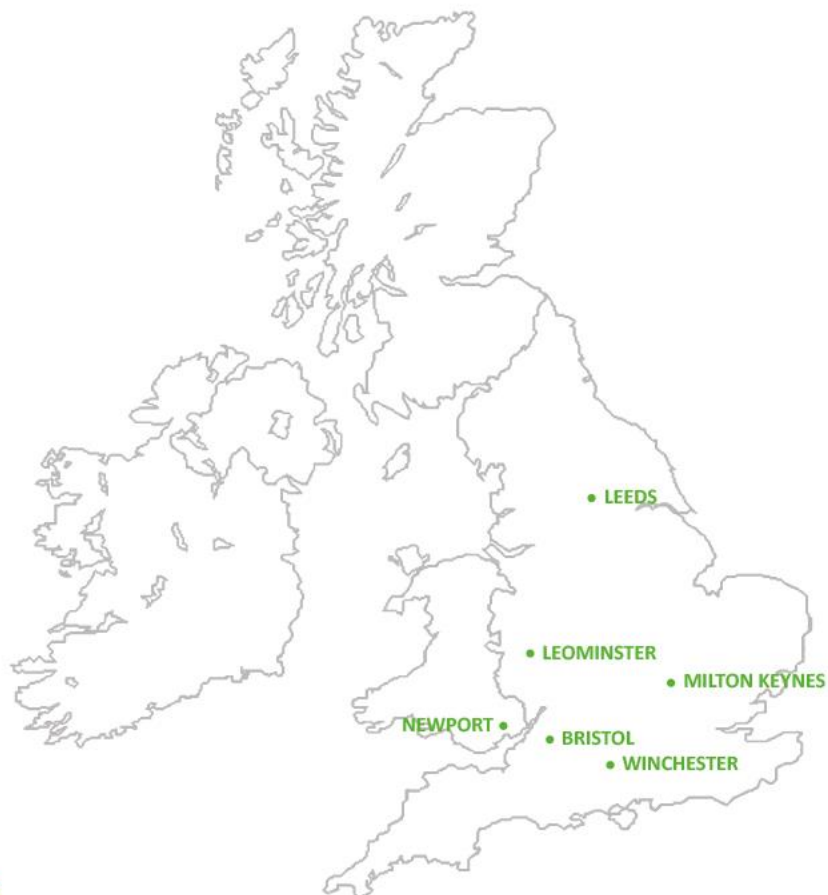 LEEDS
LEOMINSTER
MILTON KEYNES
NEWPORT
BRISTOL
WINCHESTER